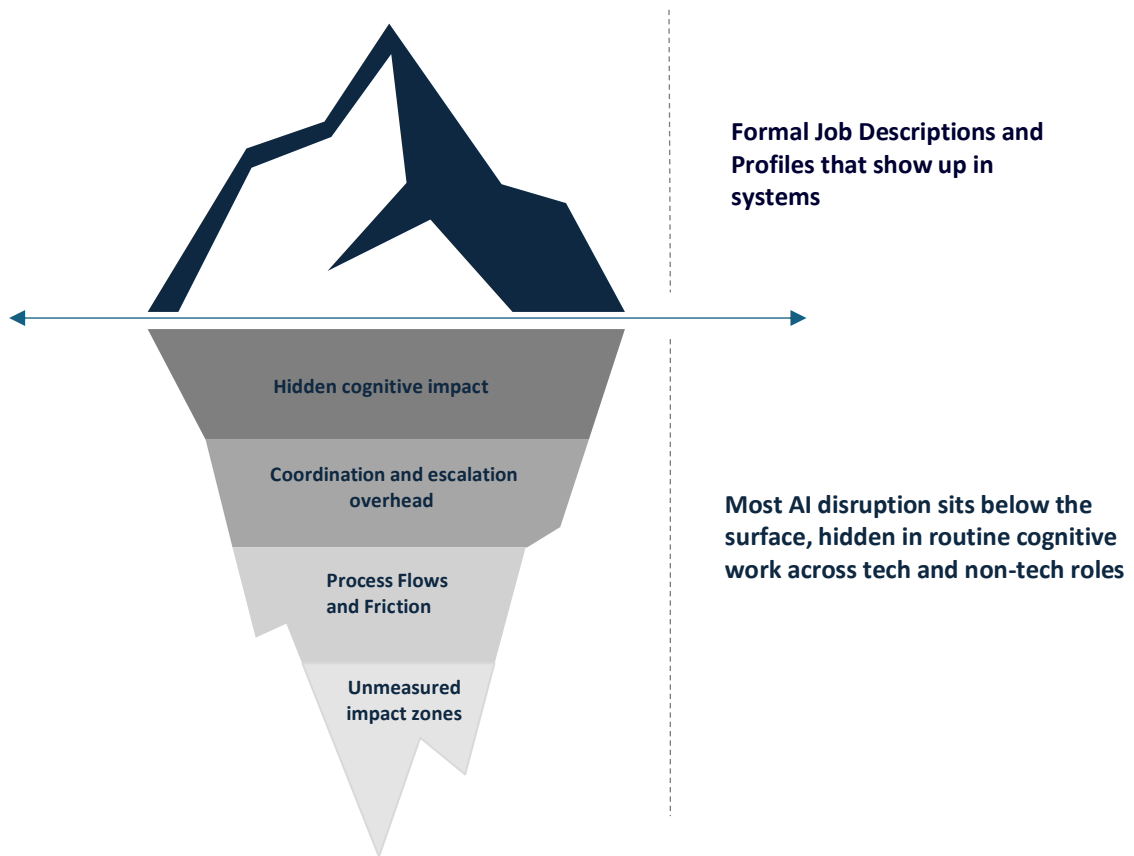 Formal Job Descriptions and
Profiles that show up in
systems
Hidden cognitive impact
Coordination and escalation
overhead
Most AI disruption sits below the
surface, hidden in routine cognitive
work across tech and non-tech roles
Process Flows
and Friction
Unmeasured
impact zones